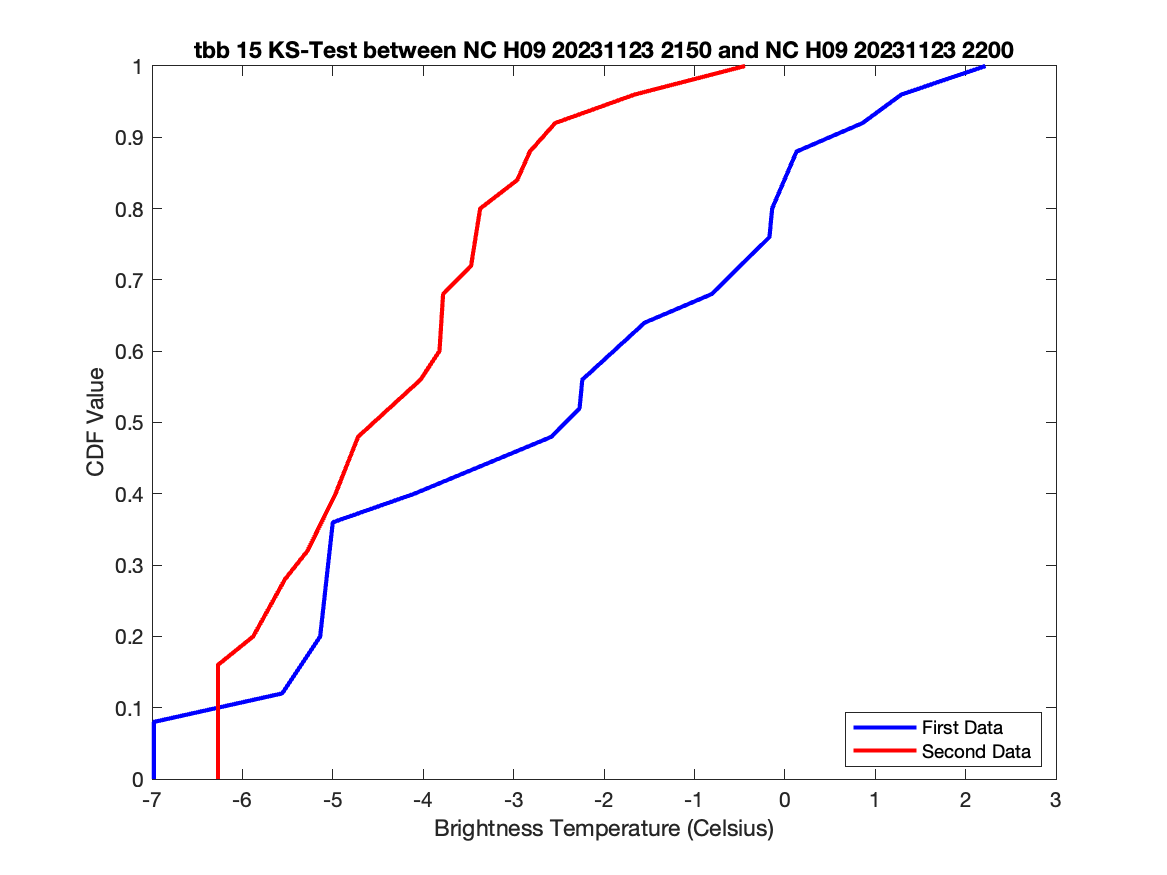 tbb 15 KS-Test between NC H09 20231123 2150 and NC H09 20231123 2200
1
0.9
0.8
0.7
0.6
0.5
0.4
0.3
0.2
0.1
0
CDF Value
First Data
Second Data
-7 -6 -5 -4 -3 -2 -1 0 1 2 3
Brightness Temperature (Celsius)